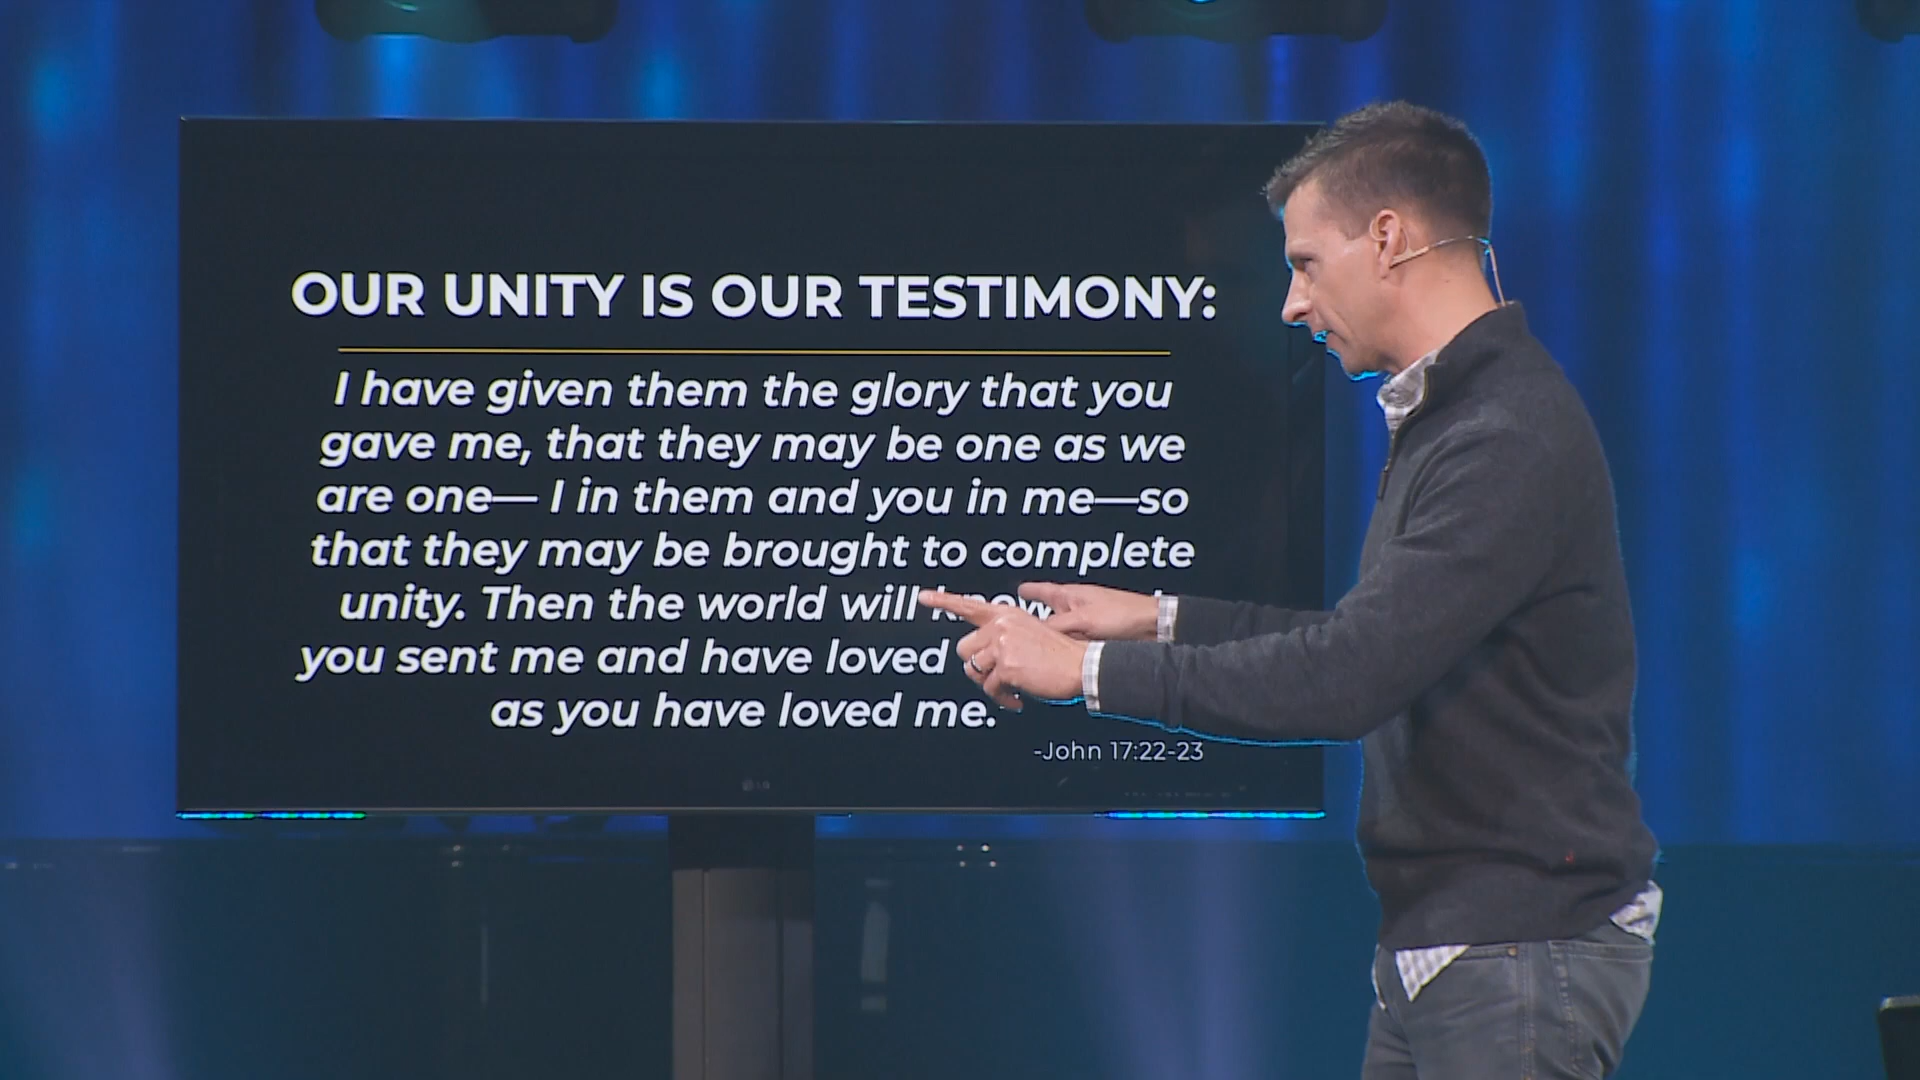 OUR UNITY IS OUR TESTIMONY:
I have given them the glory that you
gave me, that they may be one as we
are one— I in them and you in me—so
that they may be brought to complete
unity. Then the world will know
you sent me and have loved
as you have loved me.
-John 17:22-23
LG